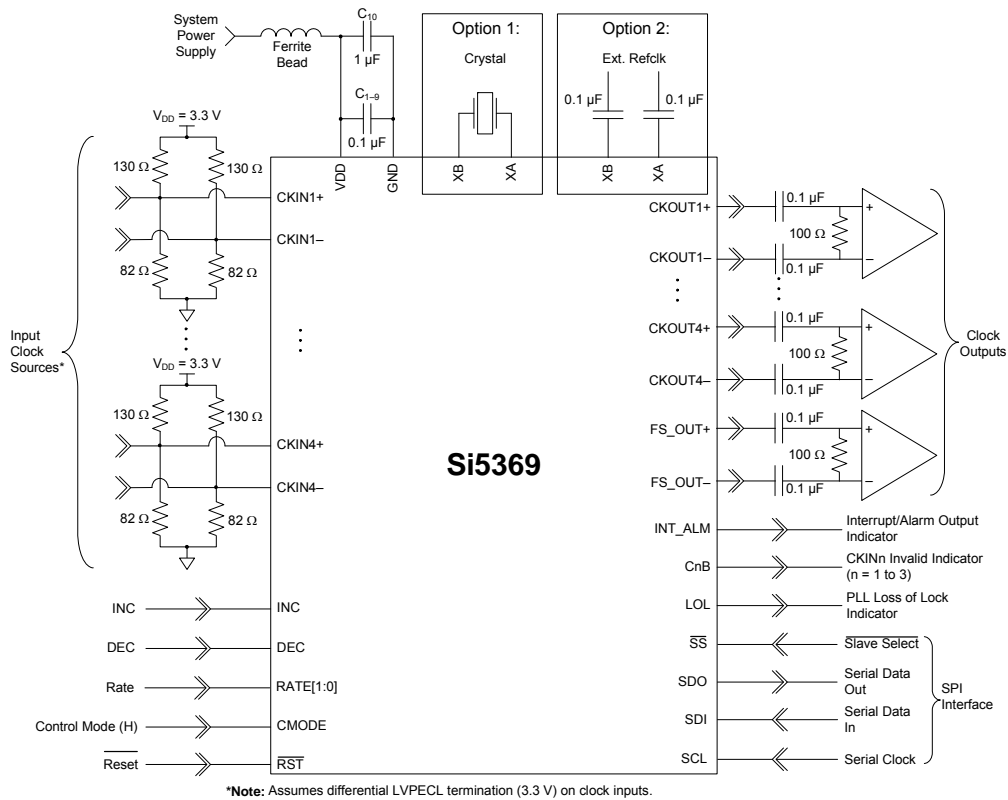 System
Power
Supply
Ferrite
Bead
C10
1 µF
C1–9
0.1 µF
Option 1:
Crystal
XB
XA
Option 2:
Ext. Refclk
0.1 µF
0.1 µF
XB
XA
VDD
GND
VDD = 3.3 V
130 Ω
130 Ω
CKIN1+
CKIN1–
82 Ω
82 Ω
Input
Clock
Sources*
VDD = 3.3 V
130 Ω
130 Ω
CKIN4+
CKIN4–
82 Ω
82 Ω
INC
INC
DEC
DEC
Rate
RATE[1:0]
Control Mode (H)
CMODE
Reset
RST
Si5369
CKOUT1+
0.1 µF
+
100 Ω
CKOUT1–
–
0.1 µF
CKOUT4+
0.1 µF
+
100 Ω
CKOUT4–
–
0.1 µF
FS_OUT+
0.1 µF
+
100 Ω
FS_OUT–
–
0.1 µF
Clock
Outputs
INT_ALM
Interrupt/Alarm Output
Indicator
CnB
CKINn Invalid Indicator
(n = 1 to 3)
LOL
PLL Loss of Lock
Indicator
SS
Slave Select
SDO
Serial Data
Out
SDI
Serial Data
In
SCL
Serial Clock
SPI
Interface
*Note: Assumes differential LVPECL termination (3.3 V) on clock inputs.